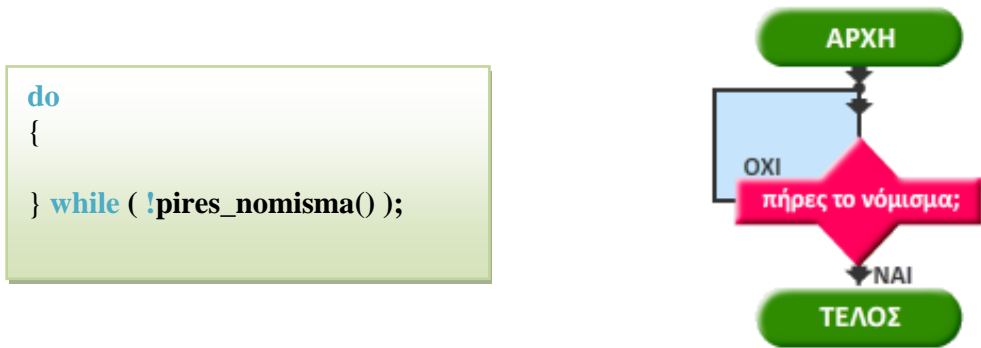 do
{
} while ( !pires_nomisma() );
ΑΡΧΗ
ΟΧΙ
πήρες το νόμισμα;
ΝΑΙ
ΤΕΛΟΣ